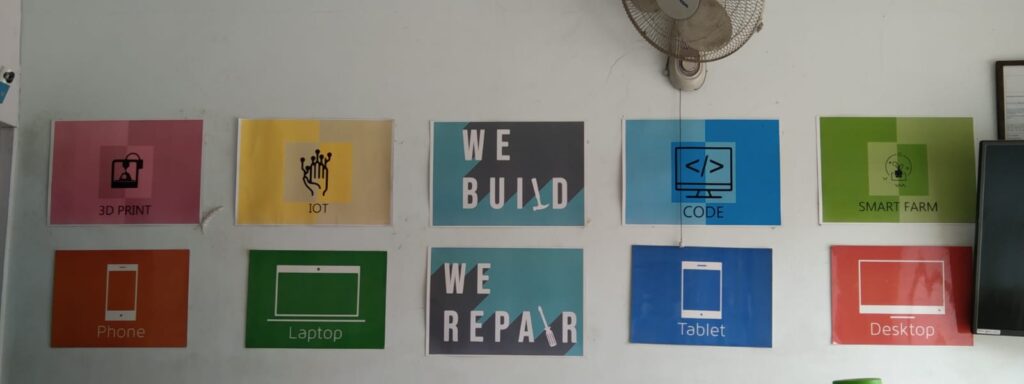 3D PRINT
IOT
WE
BUILD
</>
CODE
SMART FARM
Phone
Laptop
WE
REPAIR
Tablet
Desktop